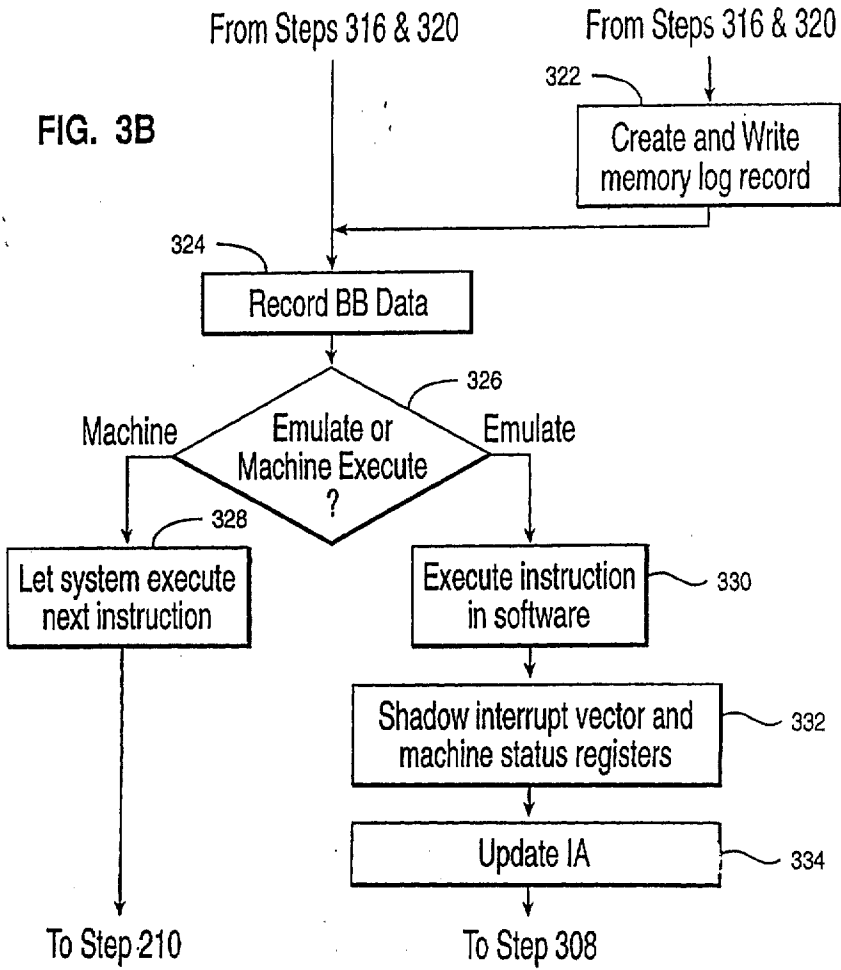 From Steps 316 & 320
From Steps 316 & 320
322
FIG. 3B
Create and Write
memory log record
324
Record BB Data
326
Machine
Emulate or
Machine Execute
?
Emulate
328
Let system execute
next instruction
Execute instruction
in software
330
Shadow interrupt vector and
machine status registers
332
Update IA
334
To Step 210
To Step 308